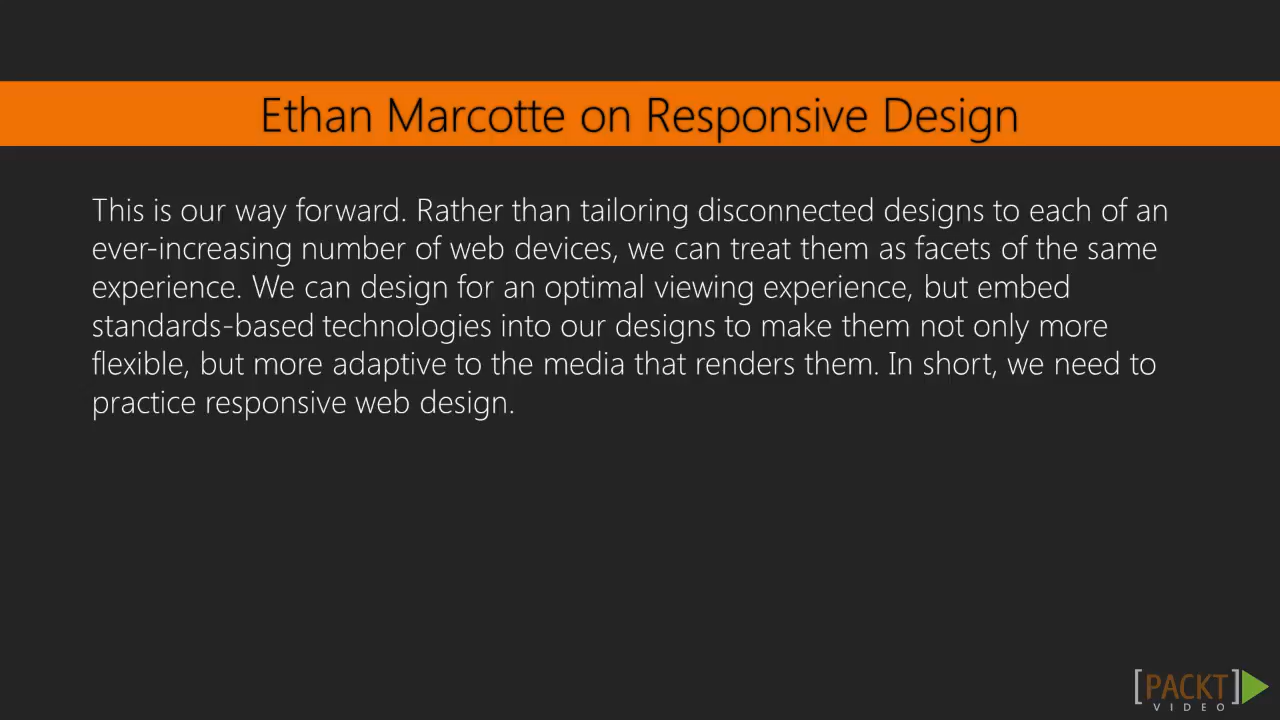 Ethan Marcotte on Responsive Design
This is our way forward. Rather than tailoring disconnected designs to each of an
ever-increasing number of web devices, we can treat them as facets of the same
experience. We can design for an optimal viewing experience, but embed
standards-based technologies into our designs to make them not only more
flexible, but more adaptive to the media that renders them. In short, we need to
practice responsive web design.
[PACKT]
VIDEO